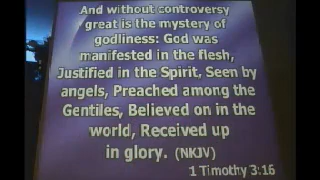 And without controversy
great is the mystery of
godliness: God was
manifested in the flesh,
Justified in the Spirit, Seen by
angels, Preached among the
Gentiles, Believed on in the
world, Received up
in glory. (NKJV)
1 Timothy 3:16